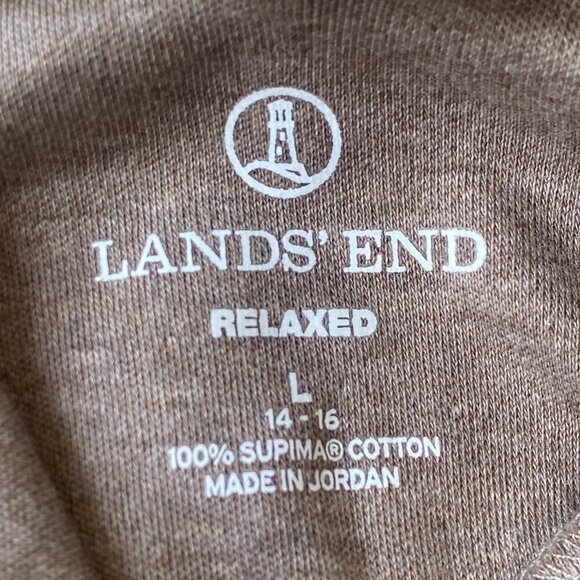 LANDS' END
RELAXED
L
14 - 16
100% SUPIMA® COTTON
MADE IN JORDAN